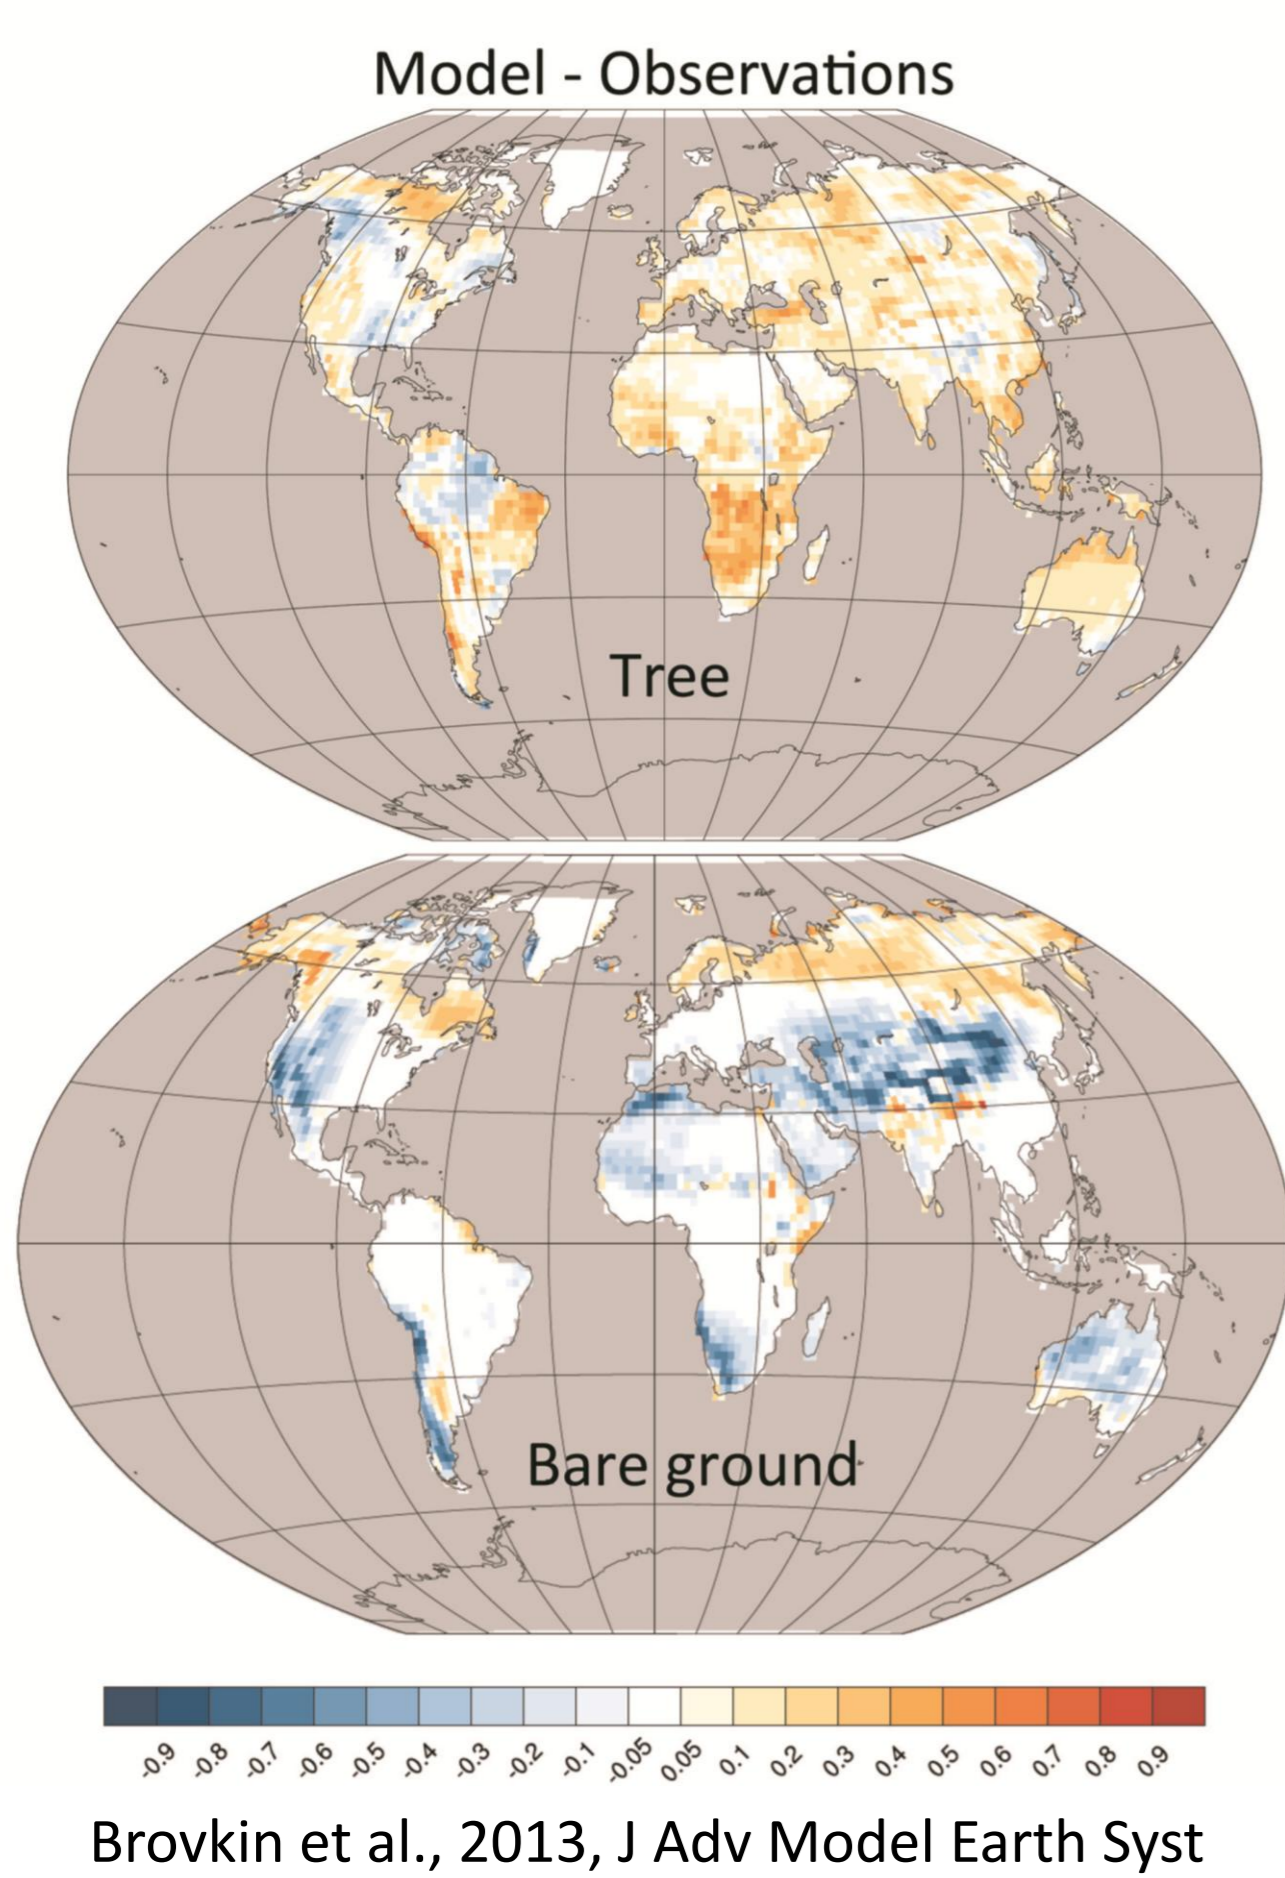 Model - Observations
Tree
Bare ground
-0.9 -0.8 -0.7 -0.6 -0.5 -0.4 -0.3 -0.2 -0.1 -0.05 0.05 0.1 0.2 0.3 0.4 0.5 0.6 0.7 0.8 0.9
Brovkin et al., 2013, J Adv Model Earth Syst